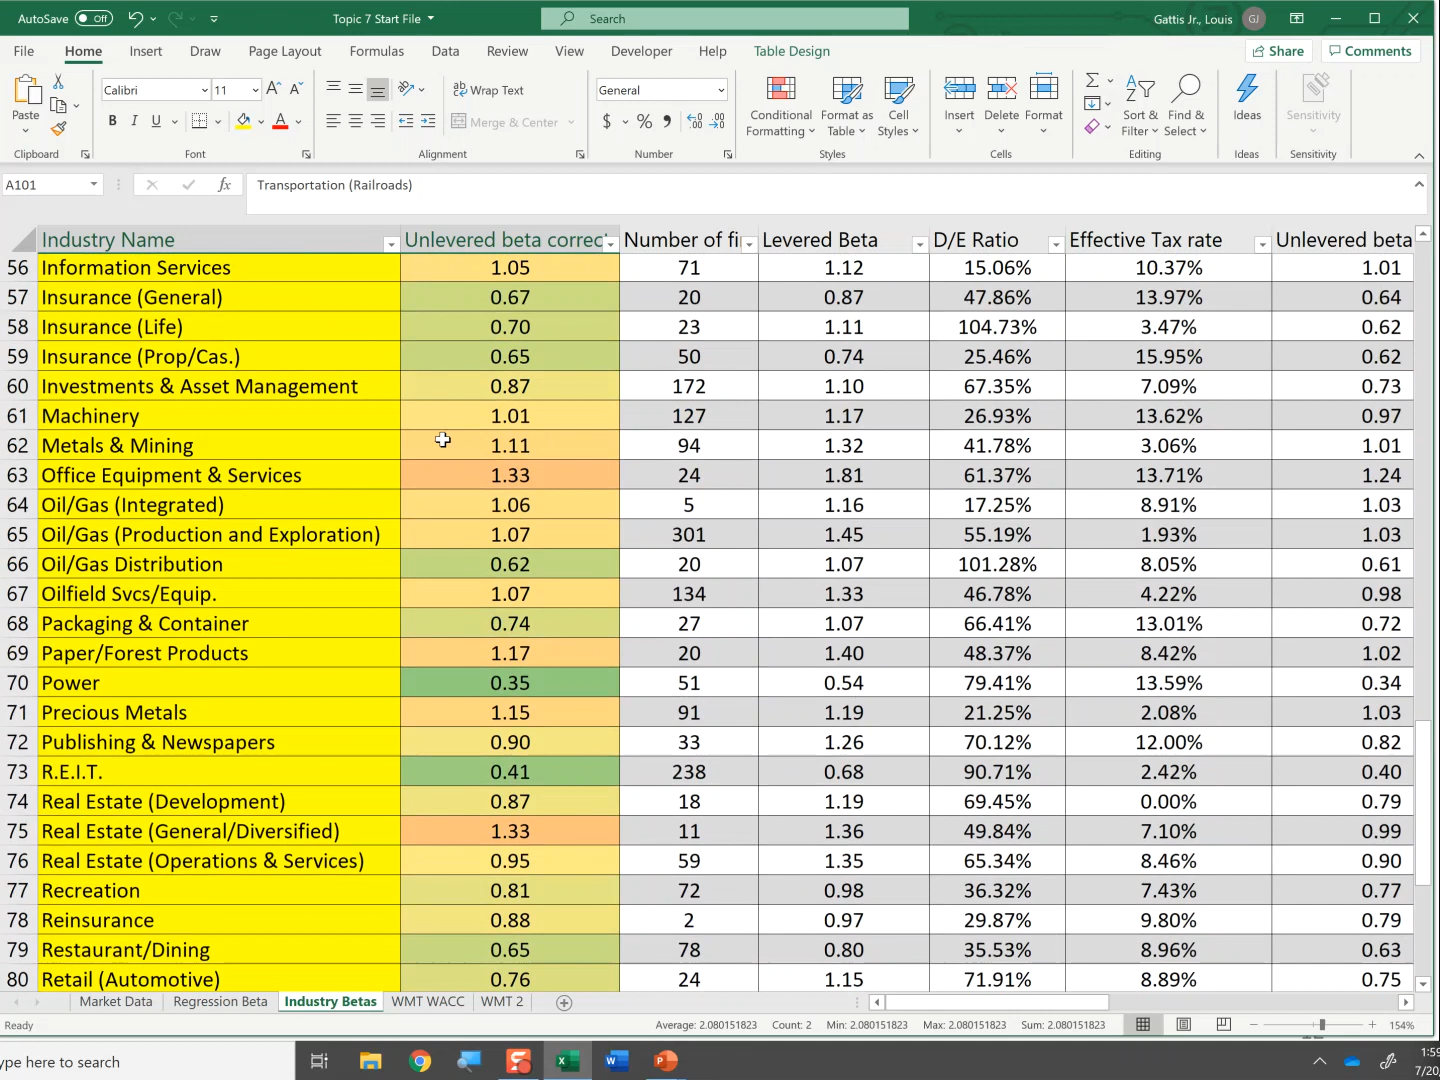 AutoSave Off Topic 7 Start File Search Gattis Jr., Louis GJ
File Home Insert Draw Page Layout Formulas Data Review View Developer Help Table Design Share Comments
Paste Calibri 11 Wrap Text General Conditional Formatting Format as Table Cell Styles Insert Delete Format Sort & Filter Find & Select Ideas Sensitivity
B I U A Merge & Center $ % 9
Clipboard Font Alignment Number Styles Cells Editing Ideas Sensitivity
A101 fx Transportation (Railroads)
Industry Name Unlevered beta correc Number of fi Levered Beta D/E Ratio Effective Tax rate Unlevered beta
56 Information Services 1.05 71 1.12 15.06% 10.37% 1.01
57 Insurance (General) 0.67 20 0.87 47.86% 13.97% 0.64
58 Insurance (Life) 0.70 23 1.11 104.73% 3.47% 0.62
59 Insurance (Prop/Cas.) 0.65 50 0.74 25.46% 15.95% 0.62
60 Investments & Asset Management 0.87 172 1.10 67.35% 7.09% 0.73
61 Machinery 1.01 127 1.17 26.93% 13.62% 0.97
62 Metals & Mining 1.11 94 1.32 41.78% 3.06% 1.01
63 Office Equipment & Services 1.33 24 1.81 61.37% 13.71% 1.24
64 Oil/Gas (Integrated) 1.06 5 1.16 17.25% 8.91% 1.03
65 Oil/Gas (Production and Exploration) 1.07 301 1.45 55.19% 1.93% 1.03
66 Oil/Gas Distribution 0.62 20 1.07 101.28% 8.05% 0.61
67 Oilfield Svcs/Equip. 1.07 134 1.33 46.78% 4.22% 0.98
68 Packaging & Container 0.74 27 1.07 66.41% 13.01% 0.72
69 Paper/Forest Products 1.17 20 1.40 48.37% 8.42% 1.02
70 Power 0.35 51 0.54 79.41% 13.59% 0.34
71 Precious Metals 1.15 91 1.19 21.25% 2.08% 1.03
72 Publishing & Newspapers 0.90 33 1.26 70.12% 12.00% 0.82
73 R.E.I.T. 0.41 238 0.68 90.71% 2.42% 0.40
74 Real Estate (Development) 0.87 18 1.19 69.45% 0.00% 0.79
75 Real Estate (General/Diversified) 1.33 11 1.36 49.84% 7.10% 0.99
76 Real Estate (Operations & Services) 0.95 59 1.35 65.34% 8.46% 0.90
77 Recreation 0.81 72 0.98 36.32% 7.43% 0.77
78 Reinsurance 0.88 2 0.97 29.87% 9.80% 0.79
79 Restaurant/Dining 0.65 78 0.80 35.53% 8.96% 0.63
80 Retail (Automotive) 0.76 24 1.15 71.91% 8.89% 0.75
Market Data Regression Beta Industry Betas WMT WACC WMT 2
Ready Average: 2.080151823 Count: 2 Min: 2.080151823 Max: 2.080151823 Sum: 2.080151823 154%
ype here to search 1:59
7/20